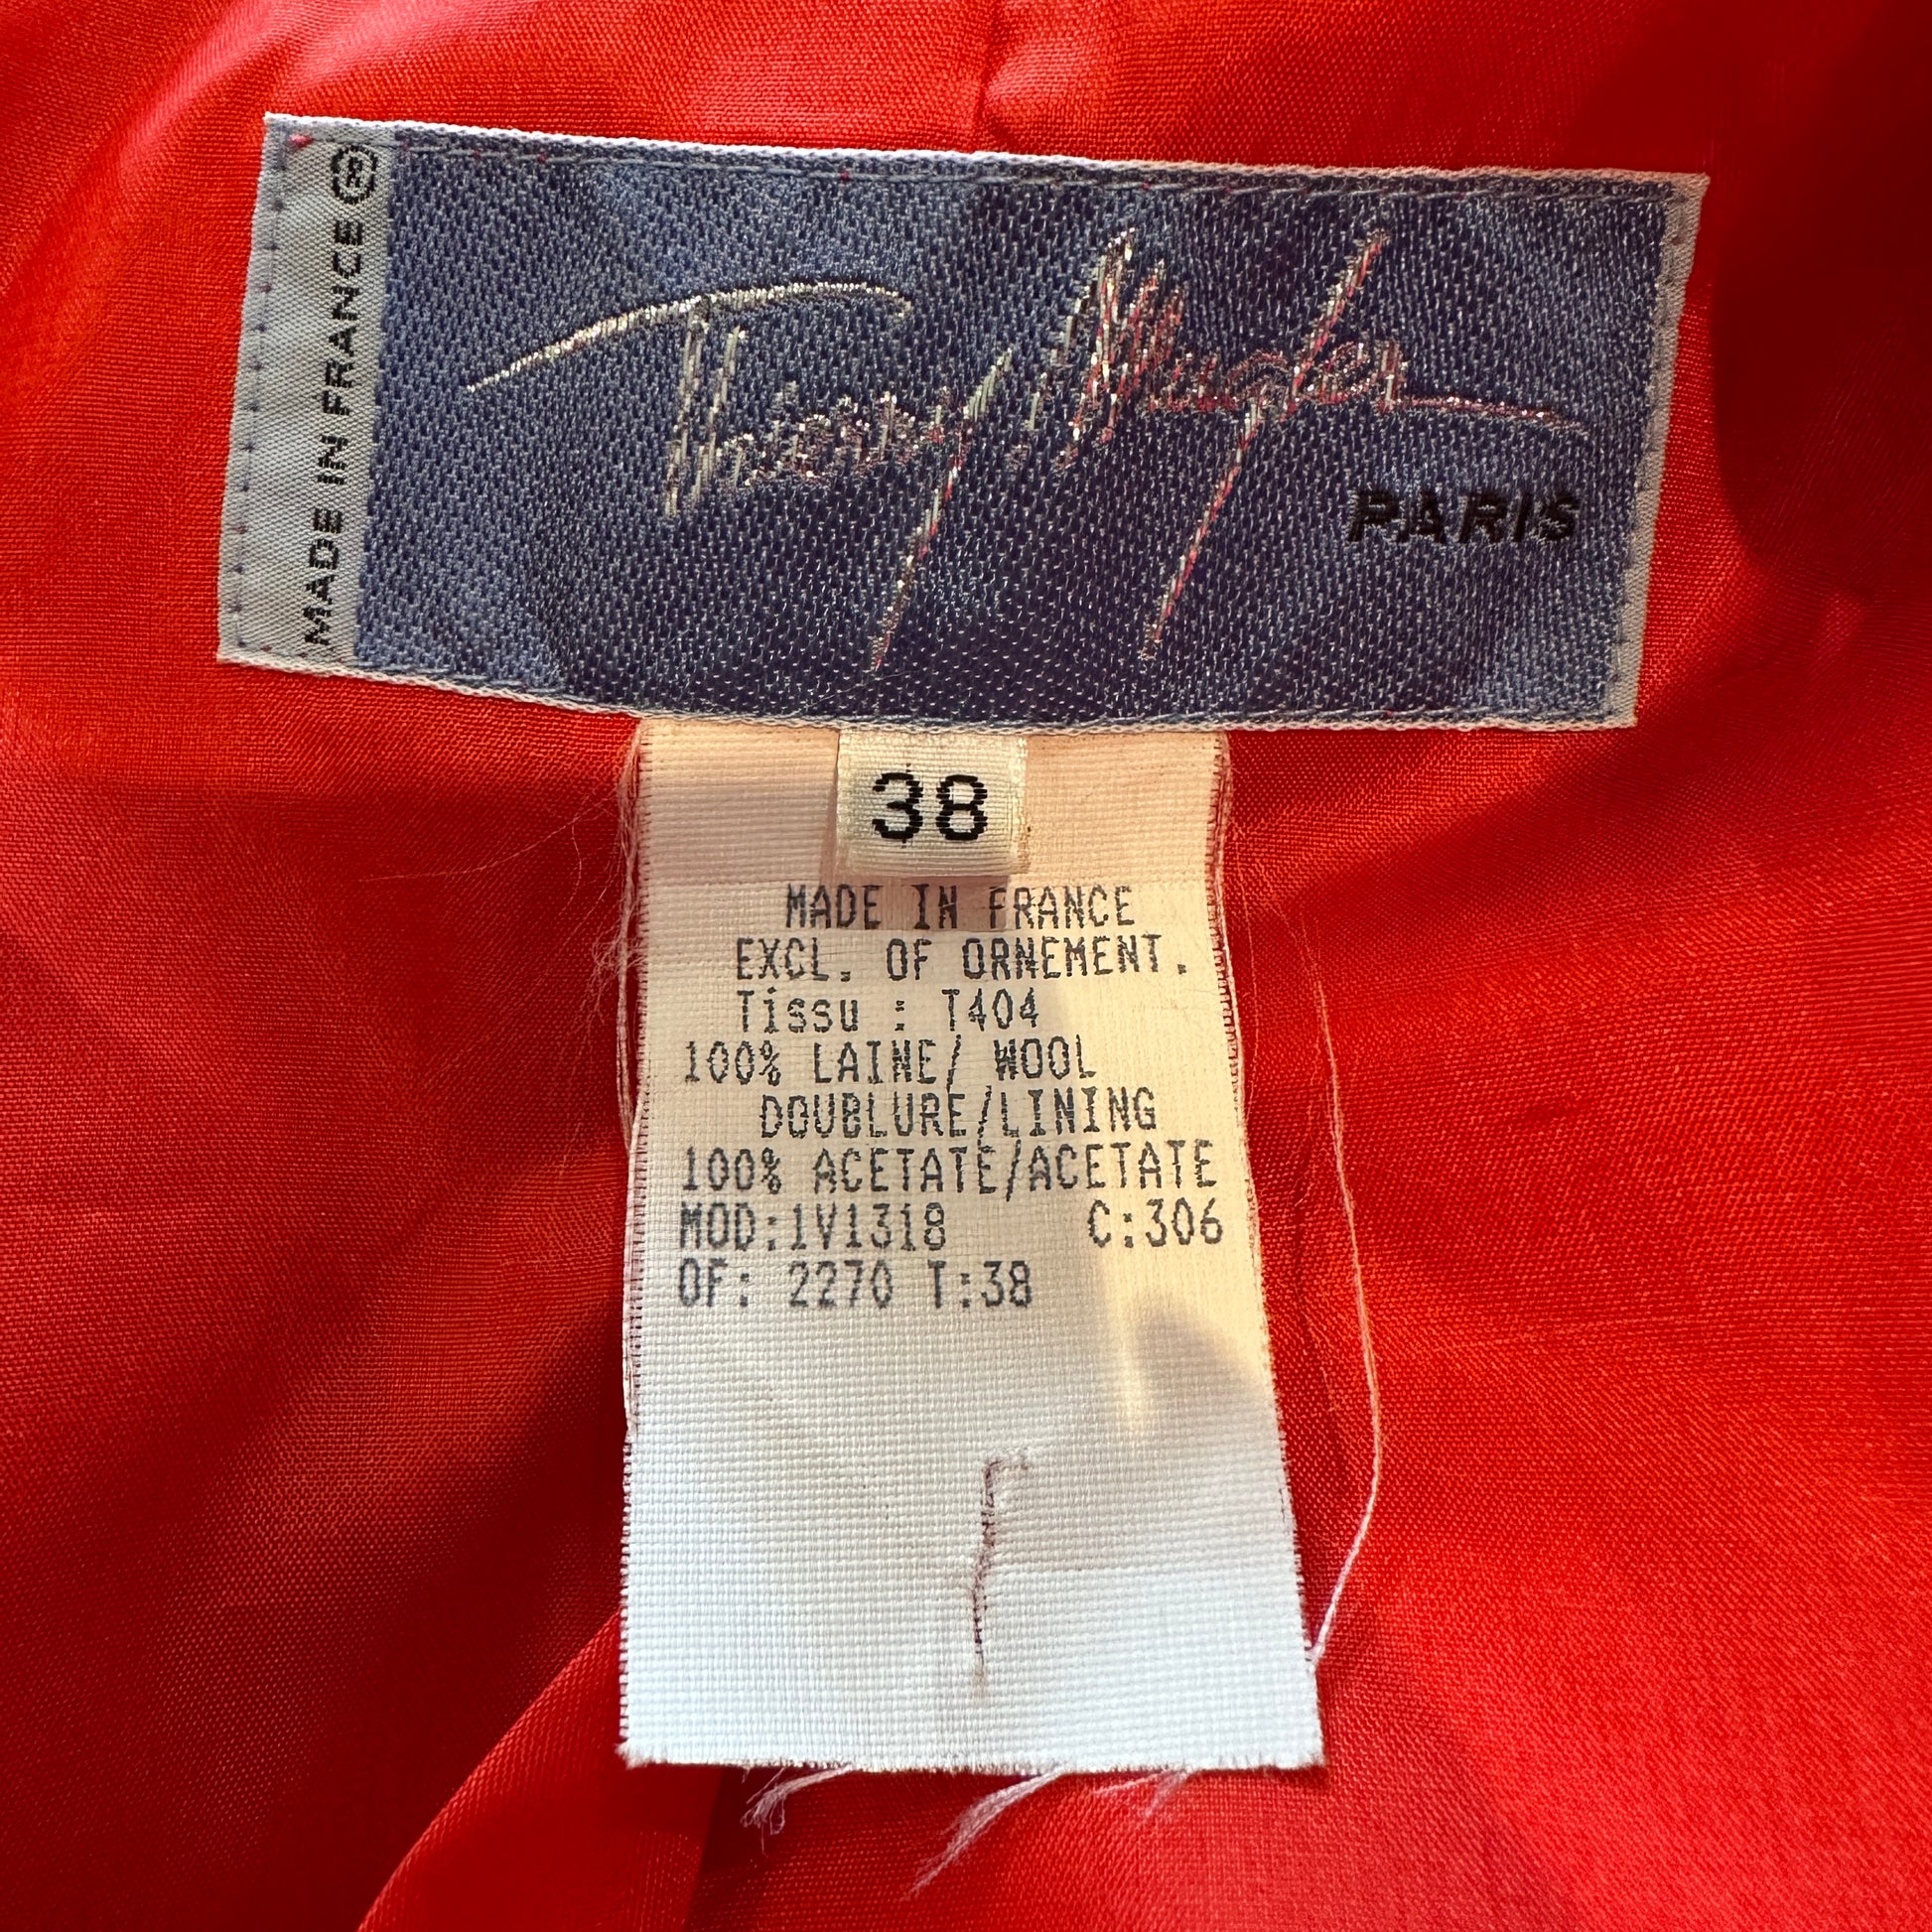 MADE IN FRANCE ®
Thierry Mugler
PARIS
38
MADE IN FRANCE
EXCL. OF ORNEMENT.
Tissu : T404
100% LAINE/ WOOL
DOUBLURE/LINING
100% ACETATE/ACETATE
MOD:1V1318 C:306
OF: 2270 T:38